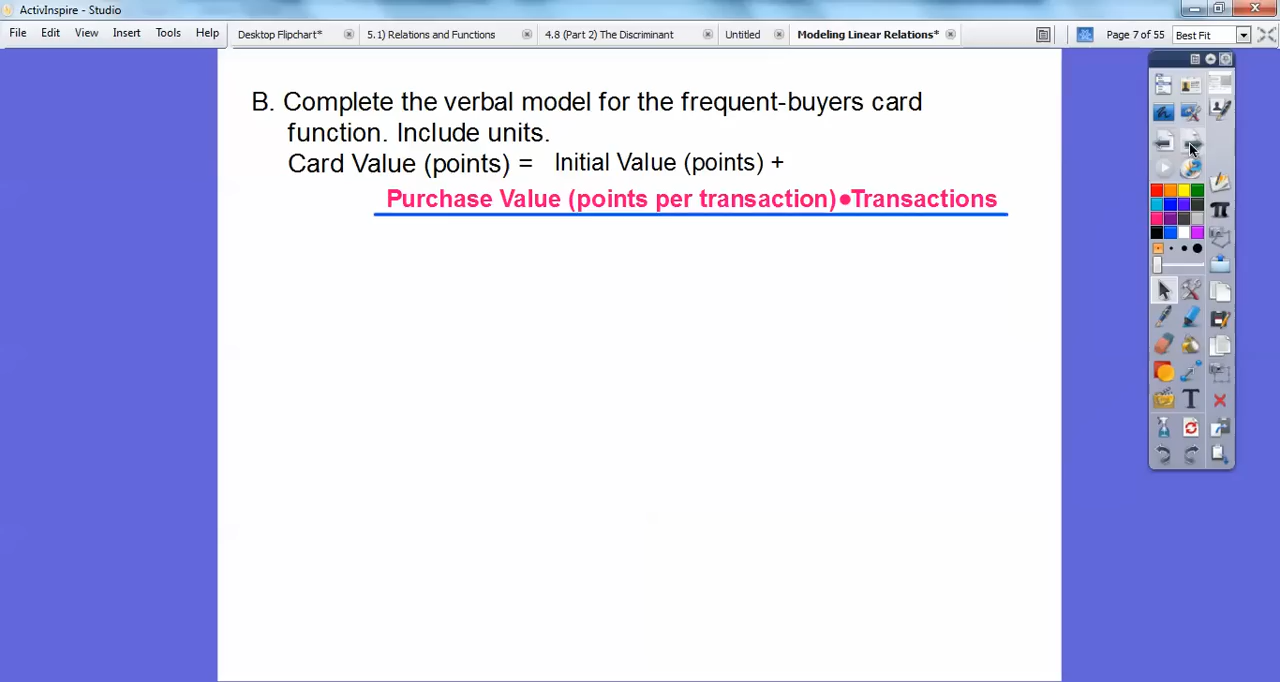 ActivInspire - Studio
File Edit View Insert Tools Help
Desktop Flipchart* 5.1) Relations and Functions 4.8 (Part 2) The Discriminant Untitled Modeling Linear Relations* Page 7 of 55 Best Fit
B. Complete the verbal model for the frequent-buyers card
function. Include units.
Card Value (points) = Initial Value (points) +
Purchase Value (points per transaction)•Transactions